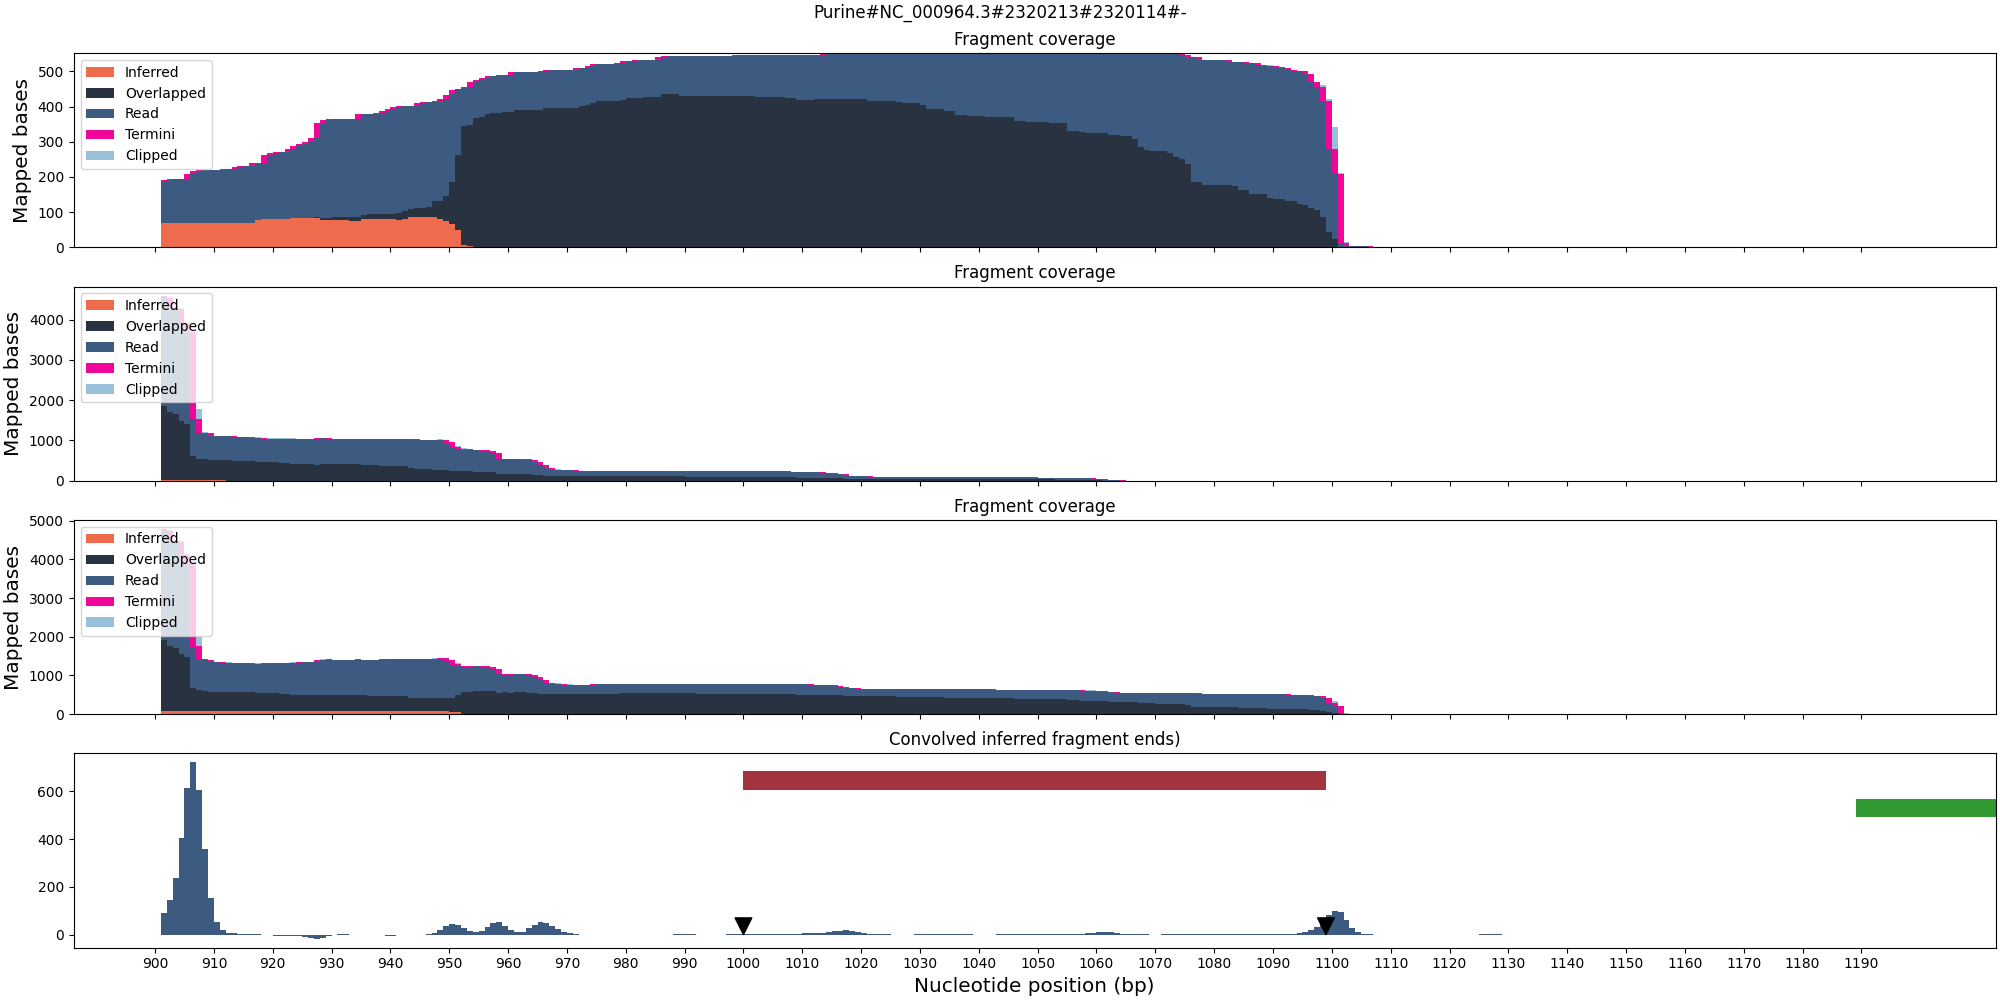 Purine#NC_000964.3#2320213#2320114#-
Fragment coverage
Mapped bases
500
400
300
200
100
0
Inferred
Overlapped
Read
Termini
Clipped
Fragment coverage
Mapped bases
4000
3000
2000
1000
0
Inferred
Overlapped
Read
Termini
Clipped
Fragment coverage
Mapped bases
5000
4000
3000
2000
1000
0
Inferred
Overlapped
Read
Termini
Clipped
Convolved inferred fragment ends)
600
400
200
0
900 910 920 930 940 950 960 970 980 990 1000 1010 1020 1030 1040 1050 1060 1070 1080 1090 1100 1110 1120 1130 1140 1150 1160 1170 1180 1190
Nucleotide position (bp)